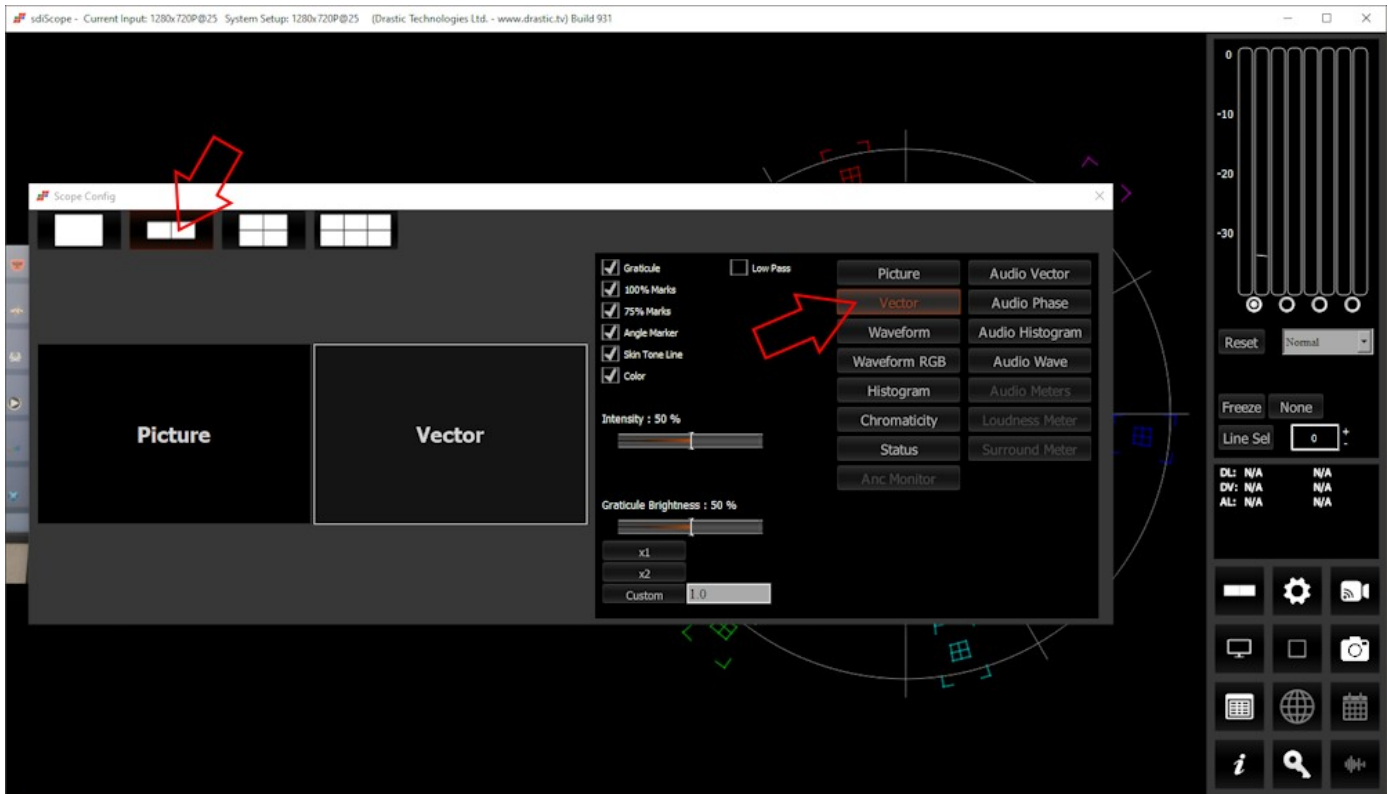 sdiScope - Current Input: 1280x720P@25 System Setup: 1280x720P@25 (Drastic Technologies Ltd. - www.drastic.tv) Build 931
Scope Config
Picture
Vector
Graticule
Low Pass
100% Marks
75% Marks
Angle Marker
Skin Tone Line
Color
Intensity : 50 %
Graticule Brightness : 50 %
x1
x2
Custom 1.0
Picture Audio Vector
Vector Audio Phase
Waveform Audio Histogram
Waveform RGB Audio Wave
Histogram Audio Meters
Chromaticity Loudness Meter
Status Surround Meter
Anc Monitor
0
-10
-20
-30
Reset Normal
Freeze None
Line Sel 0 + -
DL: N/A N/A
DV: N/A N/A
AL: N/A N/A
i